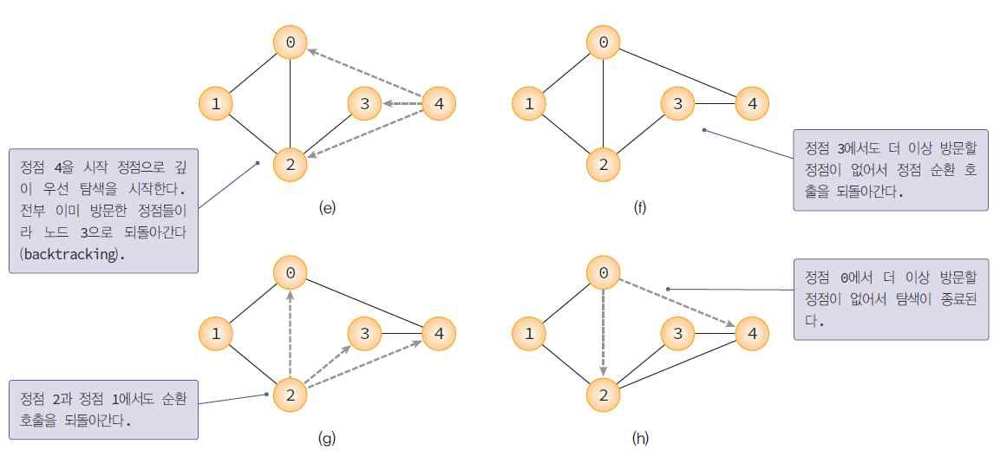 0
1
3
4
2
정점 4을 시작 정점으로 깊
이 우선 탐색을 시작한다.
전부 이미 방문한 정점들이
라 노드 3으로 되돌아간다
(backtracking).
(e)
0
1
3
4
2
정점 3에서도 더 이상 방문할
정점이 없어서 정점 순환 호
출을 되돌아간다.
(f)
0
1
3
4
2
정점 2과 정점 1에서도 순환
호출을 되돌아간다.
(g)
0
1
3
4
2
정점 0에서 더 이상 방문할
정점이 없어서 탐색이 종료된
다.
(h)